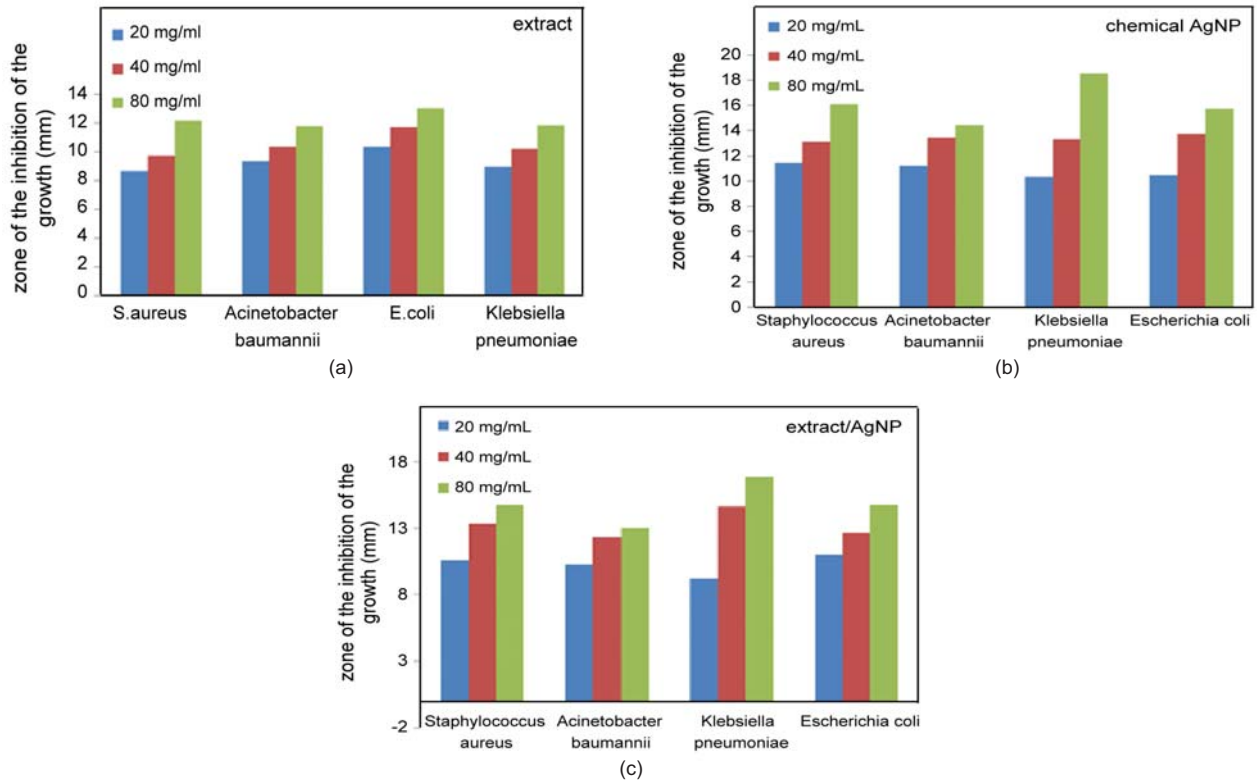 extract
20 mg/ml
40 mg/ml
80 mg/ml
zone of the inhibition of the
growth (mm)
14
12
10
8
6
4
2
0
S.aureus
Acinetobacter
baumannii
E.coli
Klebsiella
pneumoniae
(a)
chemical AgNP
20 mg/mL
40 mg/mL
80 mg/mL
zone of the inhibition of the
growth (mm)
20
18
16
14
12
10
8
6
4
2
0
Staphylococcus
aureus
Acinetobacter
baumannii
Klebsiella
pneumoniae
Escherichia coli
(b)
extract/AgNP
20 mg/mL
40 mg/mL
80 mg/mL
zone of the inhibition of the
growth (mm)
18
13
8
3
-2
Staphylococcus
aureus
Acinetobacter
baumannii
Klebsiella
pneumoniae
Escherichia coli
(c)